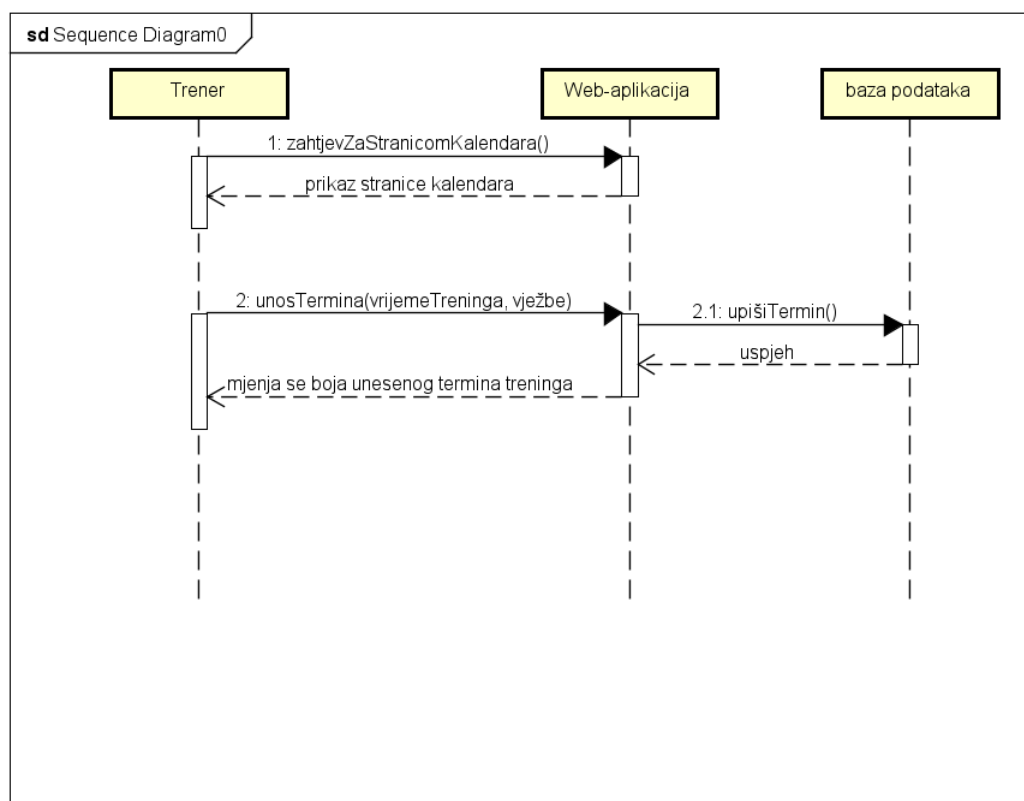 sd Sequence Diagram0
Trener
Web-aplikacija
baza podataka
1: zahtjevZaStranicomKalendara()
prikaz stranice kalendara
2: unosTermina(vrijemeTreninga, vježbe)
2.1: upišiTermin()
uspjeh
mjenja se boja unesenog termina treninga